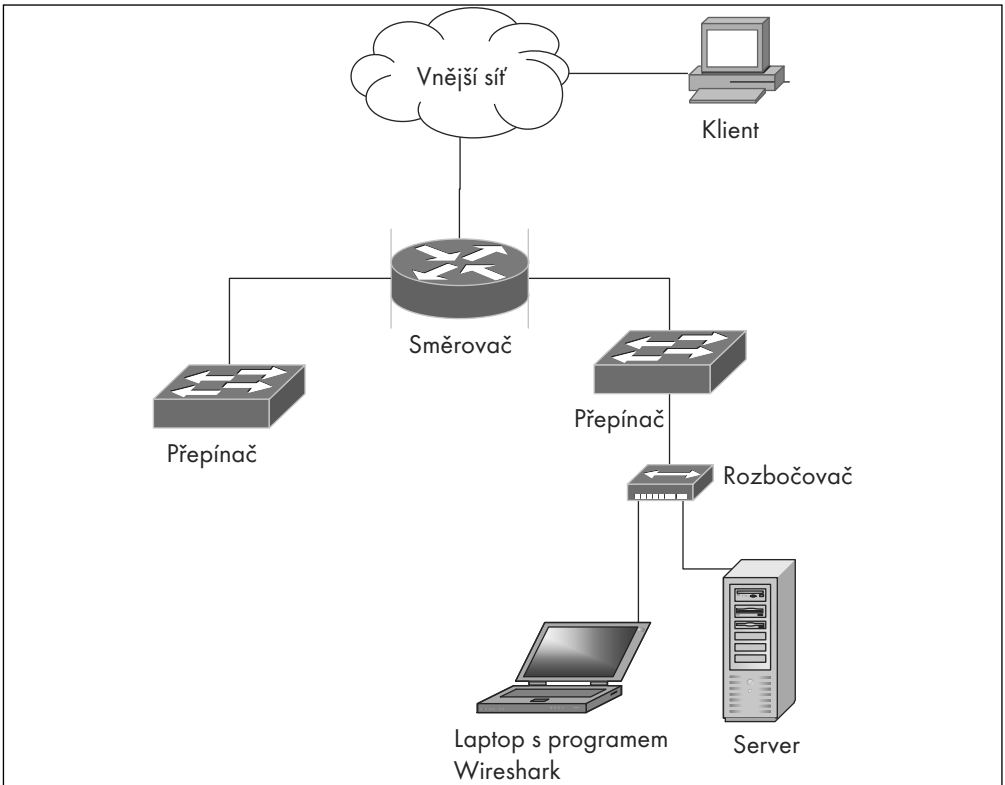 Vnější síť
Klient
Směrovač
Přepínač
Přepínač
Rozbočovač
Laptop s programem
Wireshark
Server